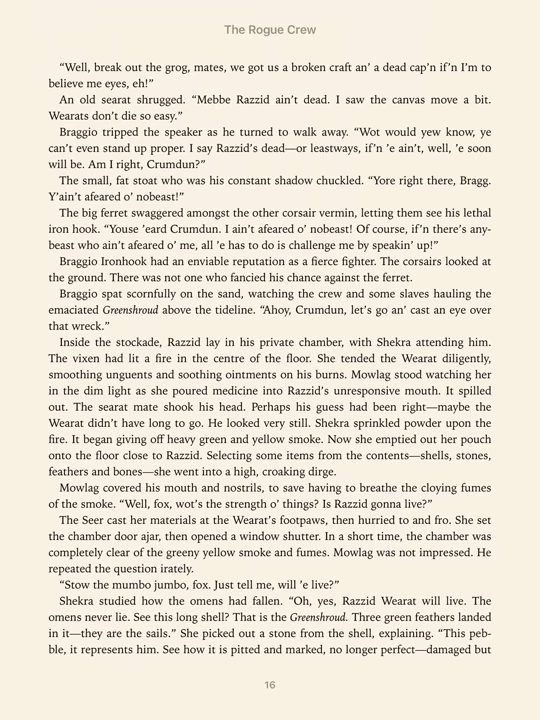 The Rogue Crew
“Well, break out the grog, mates, we got us a broken craft an’ a dead cap’n if’n I’m to
believe me eyes, eh!”
An old searat shrugged. “Mebbe Razzid ain’t dead. I saw the canvas move a bit.
Wearats don’t die so easy.”
Braggio tripped the speaker as he turned to walk away. “Wot would yew know, ye
can’t even stand up proper. I say Razzid’s dead—or leastways, if’n ’e ain’t, well, ’e soon
will be. Am I right, Crumdun?”
The small, fat stoat who was his constant shadow chuckled. “Yore right there, Bragg.
Y’ain’t afeared o’ nobeast!”
The big ferret swaggered amongst the other corsair vermin, letting them see his lethal
iron hook. “Youse ’eard Crumdun. I ain’t afeared o’ nobeast! Of course, if’n there’s any-
beast who ain’t afeared o’ me, all ’e has to do is challenge me by speakin’ up!”
Braggio Ironhook had an enviable reputation as a fierce fighter. The corsairs looked at
the ground. There was not one who fancied his chance against the ferret.
Braggio spat scornfully on the sand, watching the crew and some slaves hauling the
emaciated Greenshroud above the tideline. “Ahoy, Crumdun, let’s go an’ cast an eye over
that wreck.”
Inside the stockade, Razzid lay in his private chamber, with Shekra attending him.
The vixen had lit a fire in the centre of the floor. She tended the Wearat diligently,
smoothing unguents and soothing ointments on his burns. Mowlag stood watching her
in the dim light as she poured medicine into Razzid’s unresponsive mouth. It spilled
out. The searat mate shook his head. Perhaps his guess had been right—maybe the
Wearat didn’t have long to go. He looked very still. Shekra sprinkled powder upon the
fire. It began giving off heavy green and yellow smoke. Now she emptied out her pouch
onto the floor close to Razzid. Selecting some items from the contents—shells, stones,
feathers and bones—she went into a high, croaking dirge.
Mowlag covered his mouth and nostrils, to save having to breathe the cloying fumes
of the smoke. “Well, fox, wot’s the strength o’ things? Is Razzid gonna live?”
The Seer cast her materials at the Wearat’s footpaws, then hurried to and fro. She set
the chamber door ajar, then opened a window shutter. In a short time, the chamber was
completely clear of the greeny yellow smoke and fumes. Mowlag was not impressed. He
repeated the question irately.
“Stow the mumbo jumbo, fox. Just tell me, will ’e live?”
Shekra studied how the omens had fallen. “Oh, yes, Razzid Wearat will live. The
omens never lie. See this long shell? That is the Greenshroud. Three green feathers landed
in it—they are the sails.” She picked out a stone from the shell, explaining. “This peb-
ble, it represents him. See how it is pitted and marked, no longer perfect—damaged but
16